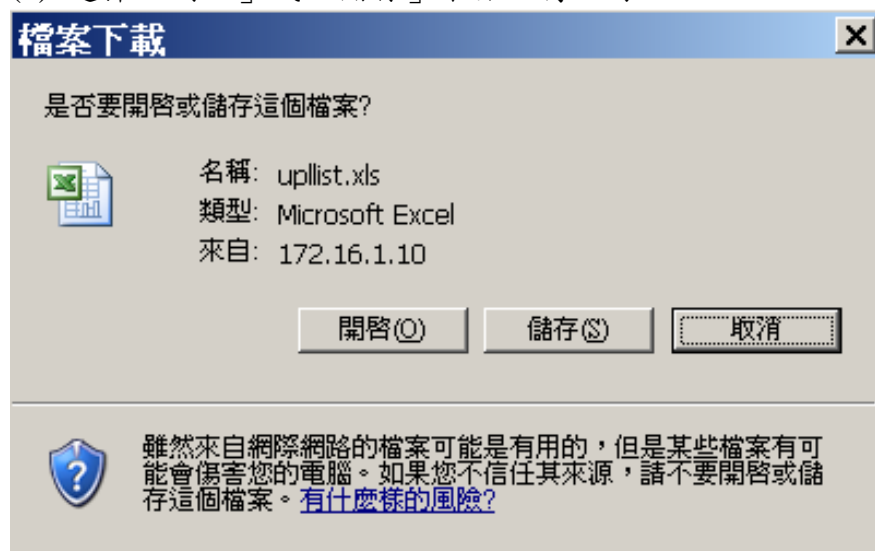 檔案下載
是否要開啓或儲存這個檔案?
名稱: upllist.xls
類型: Microsoft Excel
來自: 172.16.1.10
開啓(O) 儲存(S) 取消
雖然來自網際網路的檔案可能是有用的，但是某些檔案有可
能會傷害您的電腦。如果您不信任其來源，請不要開啓或儲
存這個檔案。有什麼樣的風險?